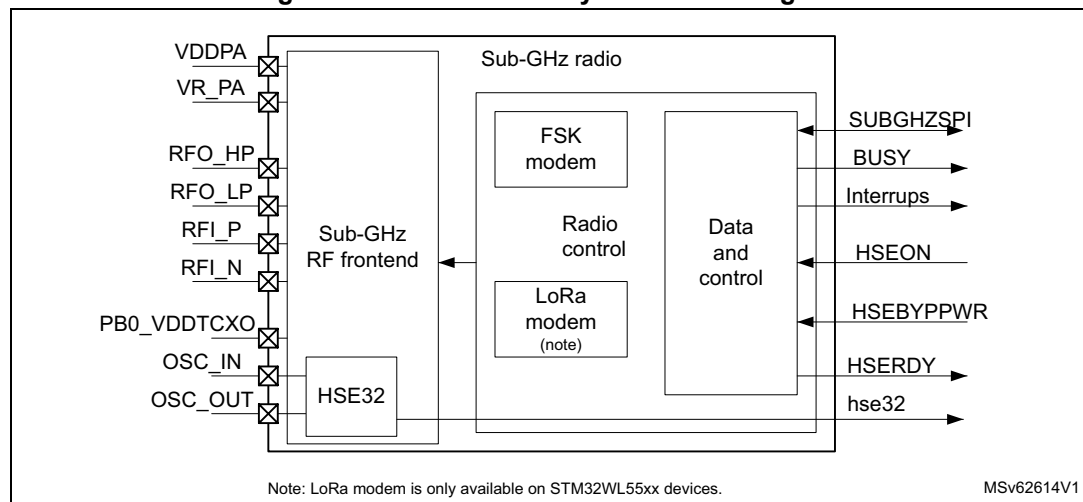 VDDPA
VR_PA
RFO_HP
RFO_LP
RFI_P
RFI_N
PB0_VDDTCXO
OSC_IN
OSC_OUT
Sub-GHz
RF frontend
HSE32
Sub-GHz radio
FSK
modem
Radio
control
LoRa
modem
(note)
Data
and
control
SUBGHZSPI
BUSY
Interrups
HSEON
HSEBYPPWR
HSERDY
hse32
Note: LoRa modem is only available on STM32WL55xx devices.
MSv62614V1